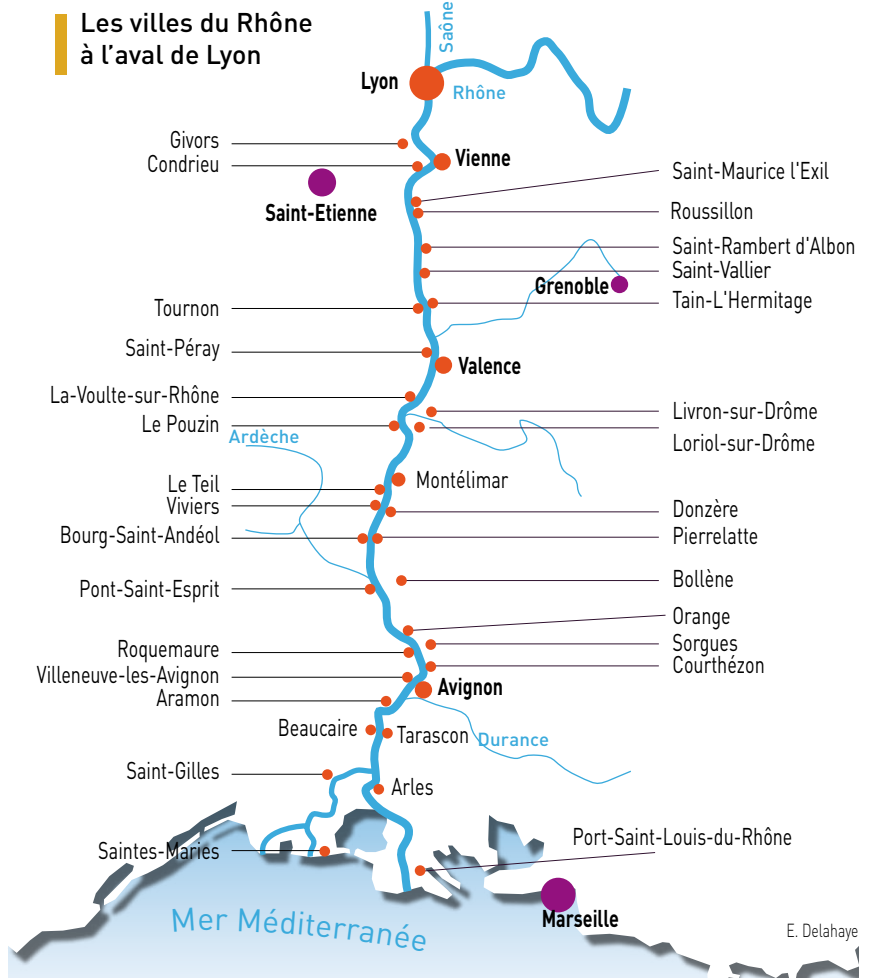 Les villes du Rhône
à l'aval de Lyon
Saône
Lyon
Rhône
Givors
Condrieu
Vienne
Saint-Etienne
Saint-Maurice l'Exil
Roussillon
Saint-Rambert d'Albon
Saint-Vallier
Grenoble
Tain-L'Hermitage
Tournon
Saint-Péray
Valence
La-Voulte-sur-Rhône
Le Pouzin
Livron-sur-Drôme
Loriol-sur-Drôme
Ardèche
Le Teil
Viviers
Montélimar
Bourg-Saint-Andéol
Donzère
Pierrelatte
Pont-Saint-Esprit
Bollène
Orange
Roquemaure
Sorgues
Courthézon
Villeneuve-les-Avignon
Aramon
Avignon
Beaucaire
Tarascon
Durance
Saint-Gilles
Arles
Saintes-Maries
Port-Saint-Louis-du-Rhône
Marseille
Mer Méditerranée
E. Delahaye